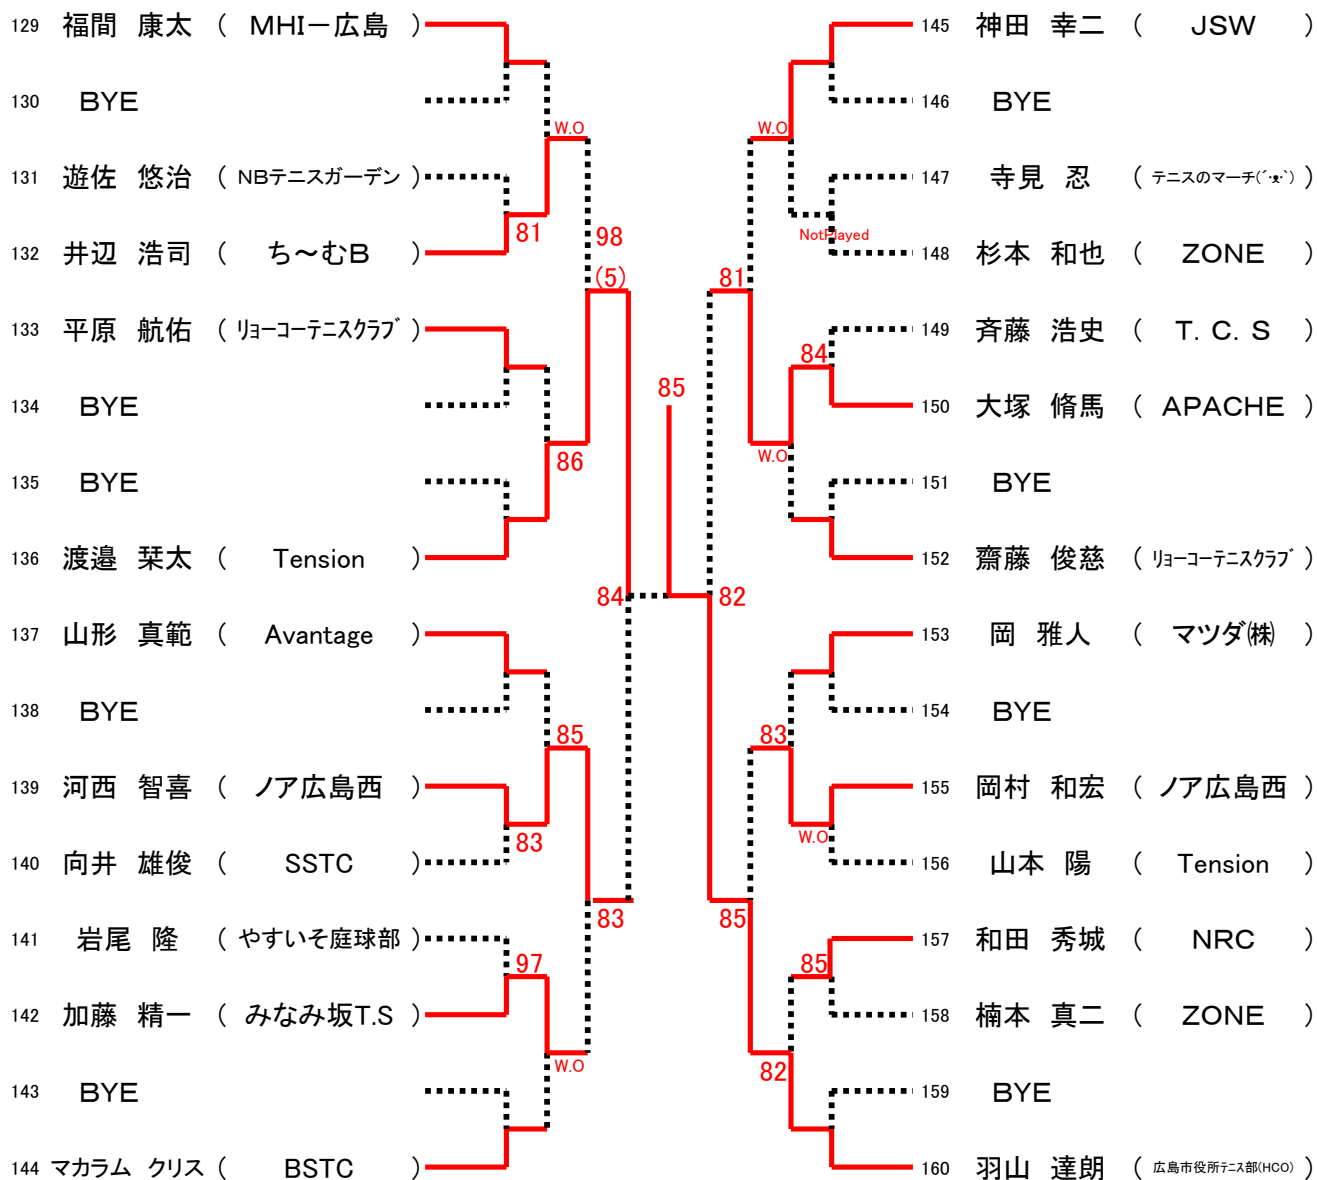 129 福間 康太 ( MHI－広島 )
130 BYE
W.O
131 遊佐 悠治 ( NBテニスガーデン )
81
98
132 井辺 浩司 ( ち～むB )
(5)
133 平原 航佑 ( リョーコーテニスクラブ )
134 BYE
86
135 BYE
136 渡邉 栞太 ( Tension )
84
137 山形 真範 ( Avantage )
138 BYE
85
139 河西 智喜 ( ノア広島西 )
83
140 向井 雄俊 ( SSTC )
83
141 岩尾 隆 ( やすいそ庭球部 )
97
142 加藤 精一 ( みなみ坂T.S )
W.O
143 BYE
144 マカラム クリス ( BSTC )
85
145 神田 幸二 ( JSW )
146 BYE
W.O
147 寺見 忍 ( テニスのマーチ(´･ﻌ･`) )
NotPlayed
148 杉本 和也 ( ZONE )
81
149 斉藤 浩史 ( T. C. S )
84
150 大塚 脩馬 ( APACHE )
W.O
151 BYE
152 齋藤 俊慈 ( リョーコーテニスクラブ )
82
153 岡 雅人 ( マツダ㈱ )
154 BYE
83
155 岡村 和宏 ( ノア広島西 )
W.O
156 山本 陽 ( Tension )
85
157 和田 秀城 ( NRC )
85
158 楠本 真二 ( ZONE )
82
159 BYE
160 羽山 達朗 ( 広島市役所テニス部(HCO) )